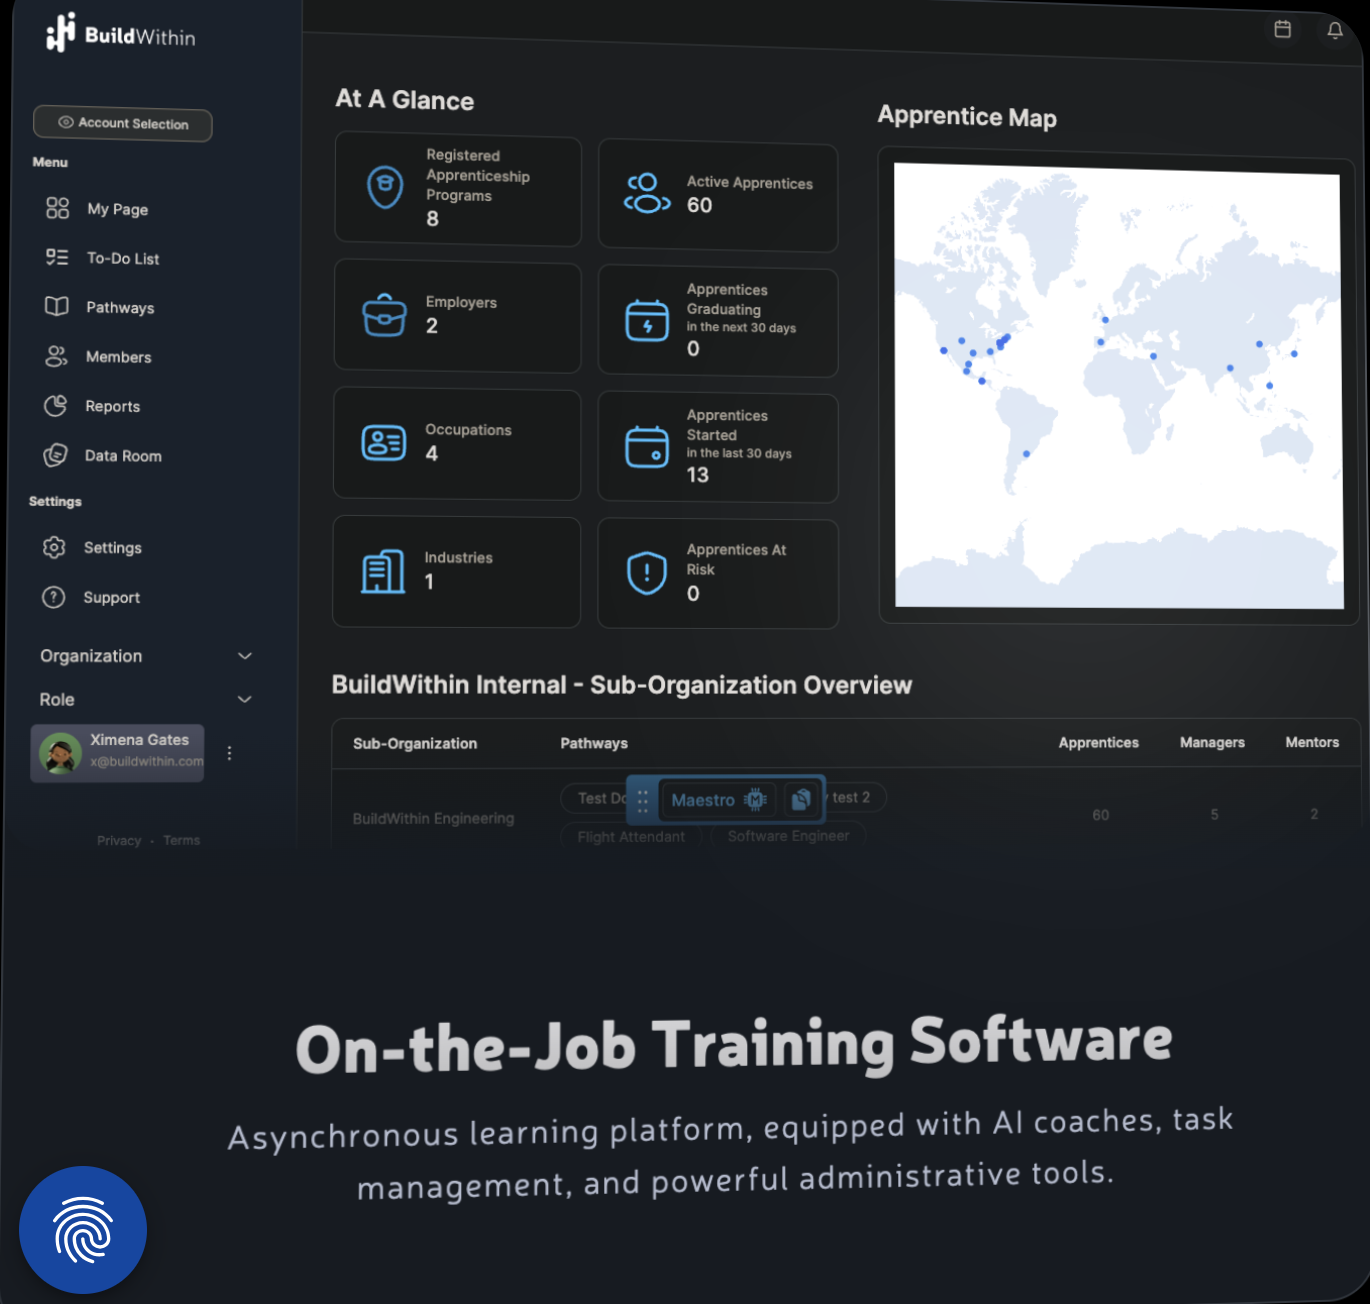 BuildWithin
Account Selection
Menu
My Page
To-Do List
Pathways
Members
Reports
Data Room
Settings
Settings
Support
Organization
Role
Ximena Gates
x@buildwithin.com
Privacy - Terms
At A Glance
Registered
Apprenticeship
Programs
8
Active Apprentices
60
Employers
2
Apprentices
Graduating
in the next 30 days
0
Occupations
4
Apprentices
Started
in the last 30 days
13
Industries
1
Apprentices At
Risk
0
Apprentice Map
BuildWithin Internal - Sub-Organization Overview
Sub-Organization Pathways Apprentices Managers Mentors
BuildWithin Engineering
Test
Maestro
test 2
60 5 2
Flight Attendant Software Engineer
On-the-Job Training Software
Asynchronous learning platform, equipped with AI coaches, task
management, and powerful administrative tools.